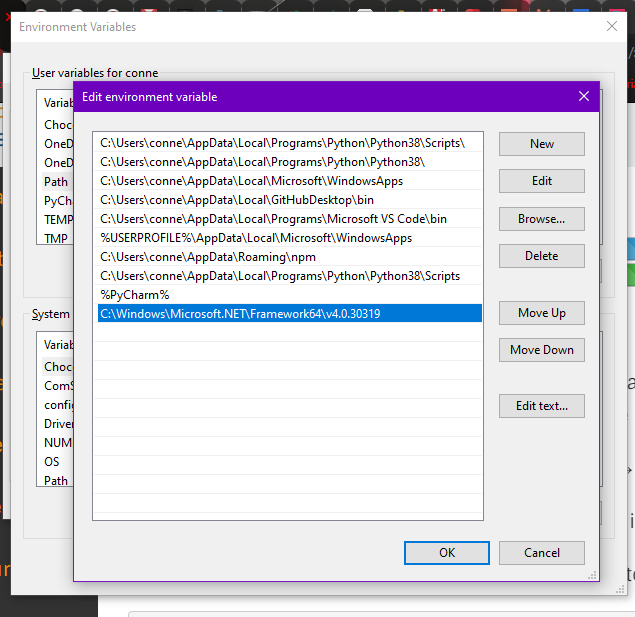 Environment Variables
User variables for conne
Edit environment variable
Variab
Choc
OneD
OneD
Path
PyCh
TEMP
TMP
System
Variab
Choc
ComS
config
Driver
NUM
OS
Path
C:\Users\conne\AppData\Local\Programs\Python\Python38\Scripts\
C:\Users\conne\AppData\Local\Programs\Python\Python38\
C:\Users\conne\AppData\Local\Microsoft\WindowsApps
C:\Users\conne\AppData\Local\GitHubDesktop\bin
C:\Users\conne\AppData\Local\Programs\Microsoft VS Code\bin
%USERPROFILE%\AppData\Local\Microsoft\WindowsApps
C:\Users\conne\AppData\Roaming\npm
C:\Users\conne\AppData\Local\Programs\Python\Python38\Scripts
%PyCharm%
C:\Windows\Microsoft.NET\Framework64\v4.0.30319
New
Edit
Browse...
Delete
Move Up
Move Down
Edit text...
OK
Cancel